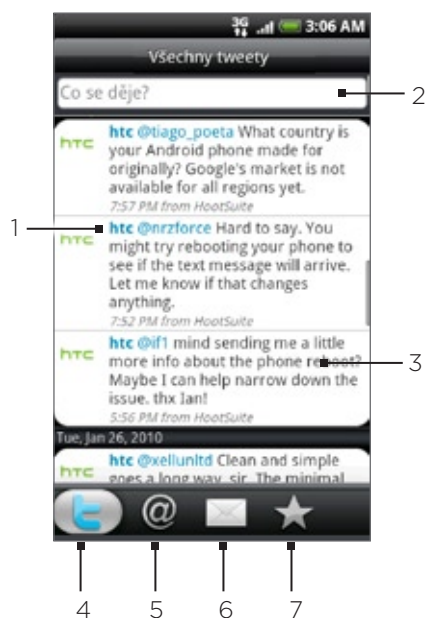 3G 3:06 AM
Všechny tweety
Co se děje?
2
htc @tiago_poeta What country is
your Android phone made for
originally? Google's market is not
available for all regions yet.
7:57 PM from HootSuite
1
htc
htc @nrzforce Hard to say. You
might try rebooting your phone to
see if the text message will arrive.
Let me know if that changes
anything.
7:52 PM from HootSuite
htc
htc @if1 mind sending me a little
more info about the phone reboot?
3
Maybe I can help narrow down the
issue. thx Ian!
5:56 PM from HootSuite
htc
Tue, Jan 26, 2010
htc @xellunltd Clean and simple
goes a long way, sir. The minimal
htc
@
4 5 6 7